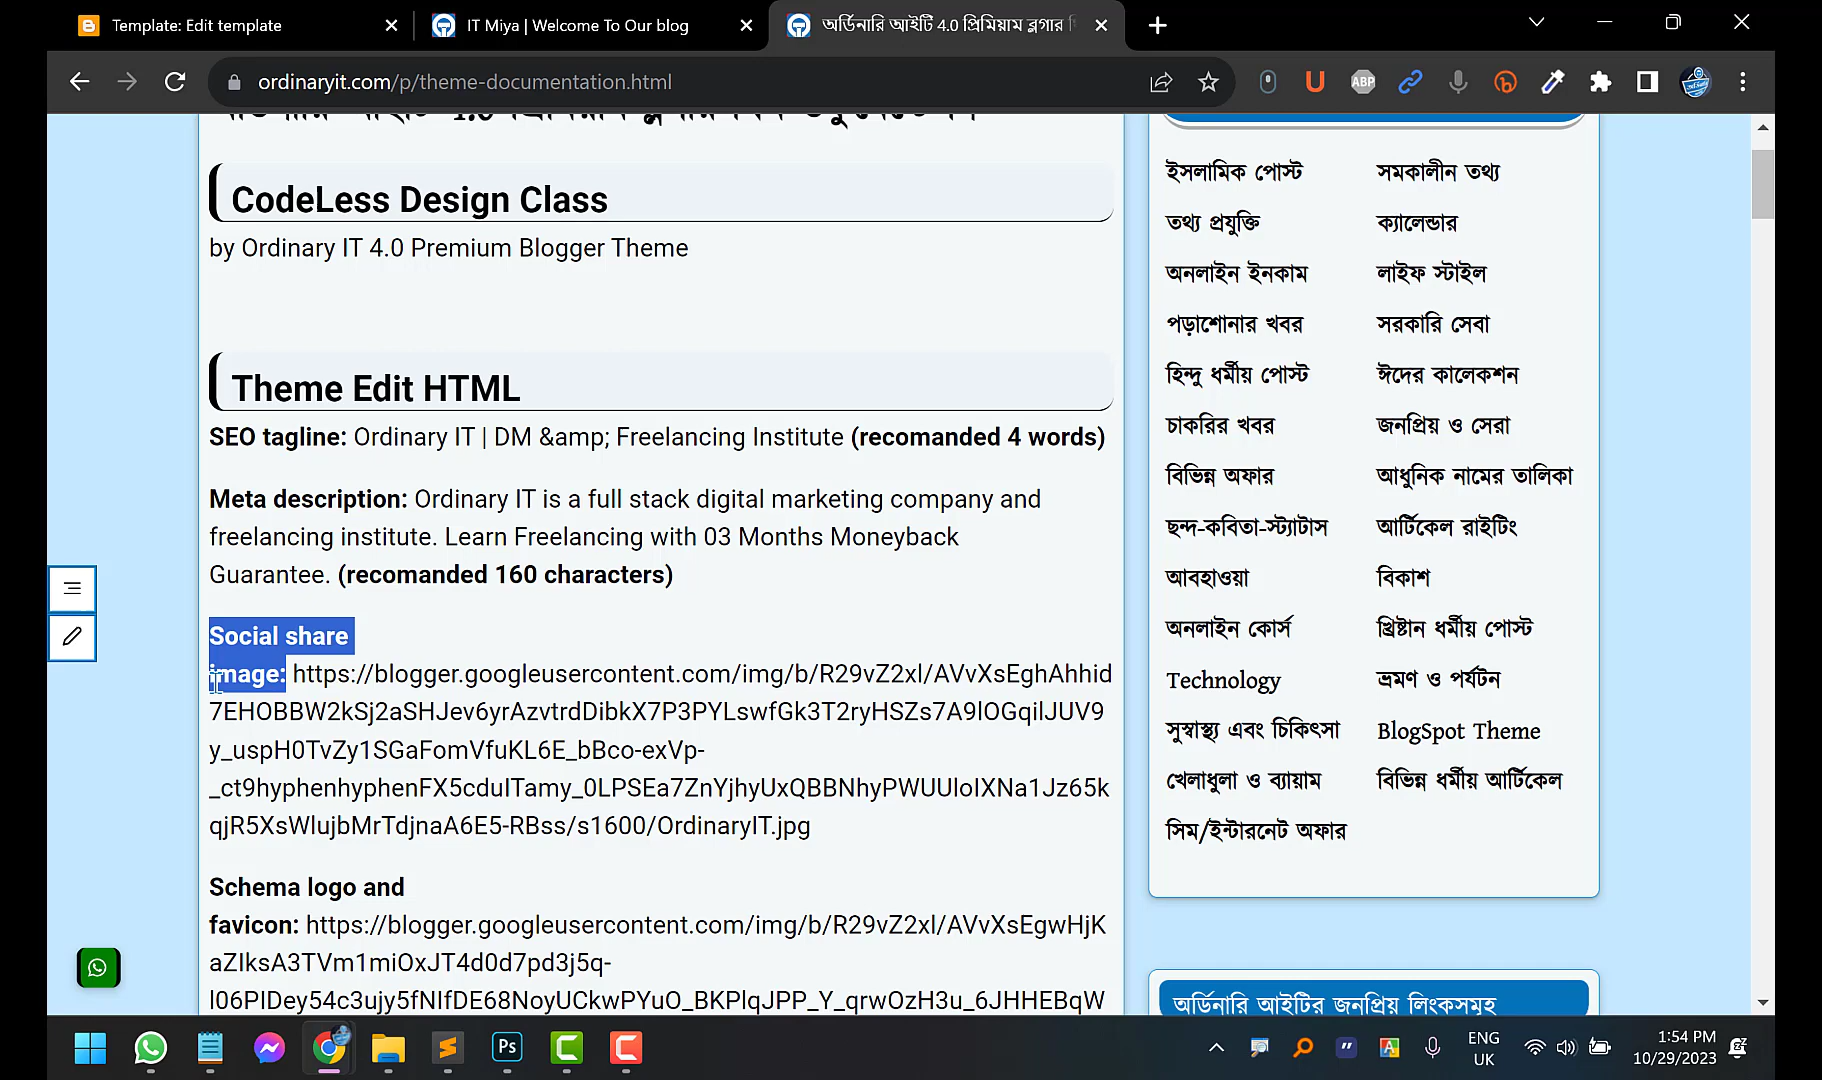 Template: Edit template
IT Miya | Welcome To Our blog
অর্ডিনারি আইটি 4.0 প্রিমিয়াম ব্লগার
ordinaryit.com/p/theme-documentation.html
CodeLess Design Class
by Ordinary IT 4.0 Premium Blogger Theme
Theme Edit HTML
SEO tagline: Ordinary IT | DM &amp; Freelancing Institute (recomanded 4 words)
Meta description: Ordinary IT is a full stack digital marketing company and
freelancing institute. Learn Freelancing with 03 Months Moneyback
Guarantee. (recomanded 160 characters)
Social share
image: https://blogger.googleusercontent.com/img/b/R29vZ2xl/AVvXsEghAhhid
7EHOBBW2kSj2aSHJev6yrAzvtrdDibkX7P3PYLswfGk3T2ryHSZs7A9lOGqilJUV9
y_uspH0TvZy1SGaFomVfuKL6E_bBco-exVp-
_ct9hyphenhyphenFX5cduITamy_0LPSEa7ZnYjhyUxQBBNhyPWUUloIXNa1Jz65k
qjR5XsWlujbMrTdjnaA6E5-RBss/s1600/OrdinaryIT.jpg
Schema logo and
favicon: https://blogger.googleusercontent.com/img/b/R29vZ2xl/AVvXsEgwHjK
aZIksA3TVm1miOxJT4d0d7pd3j5q-
l06PIDey54c3ujy5fNIfDE68NoyUCkwPYuO_BKPlqJPP_Y_qrwOzH3u_6JHHEBqW
ইসলামিক পোস্ট
সমকালীন তথ্য
তথ্য প্রযুক্তি
ক্যালেন্ডার
অনলাইন ইনকাম
লাইফ স্টাইল
পড়াশোনার খবর
সরকারি সেবা
হিন্দু ধর্মীয় পোস্ট
ঈদের কালেকশন
চাকরির খবর
জনপ্রিয় ও সেরা
বিভিন্ন অফার
আধুনিক নামের তালিকা
ছন্দ-কবিতা-স্ট্যাটাস
আর্টিকেল রাইটিং
আবহাওয়া
বিকাশ
অনলাইন কোর্স
খ্রিষ্টান ধর্মীয় পোস্ট
Technology
ভ্রমণ ও পর্যটন
সুস্বাস্থ্য এবং চিকিৎসা
BlogSpot Theme
খেলাধুলা ও ব্যায়াম
বিভিন্ন ধর্মীয় আর্টিকেল
সিম/ইন্টারনেট অফার
অর্ডিনারি আইটির জনপ্রিয় লিংকসমূহ
ABP
Ps
ENG
UK
1:54 PM
10/29/2023